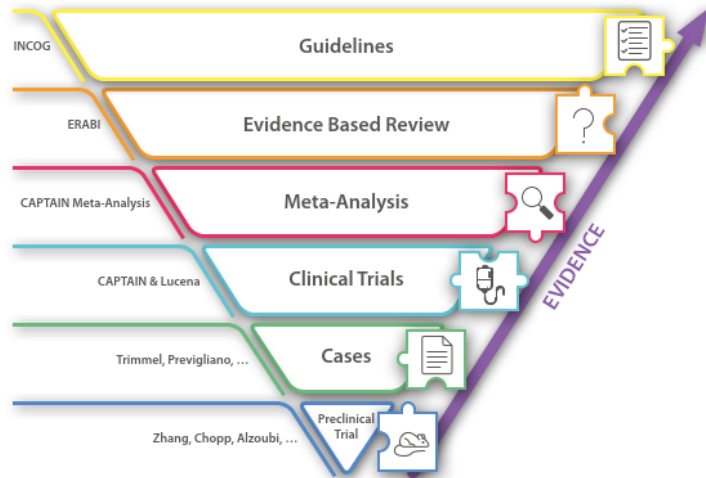 INCOG
Guidelines
ERABI
Evidence Based Review
?
CAPTAIN Meta-Analysis
Meta-Analysis
CAPTAIN & Lucena
Clinical Trials
EVIDENCE
Trimmel, Previgliano, ...
Cases
Zhang, Chopp, Alzoubi, ...
Preclinical
Trial